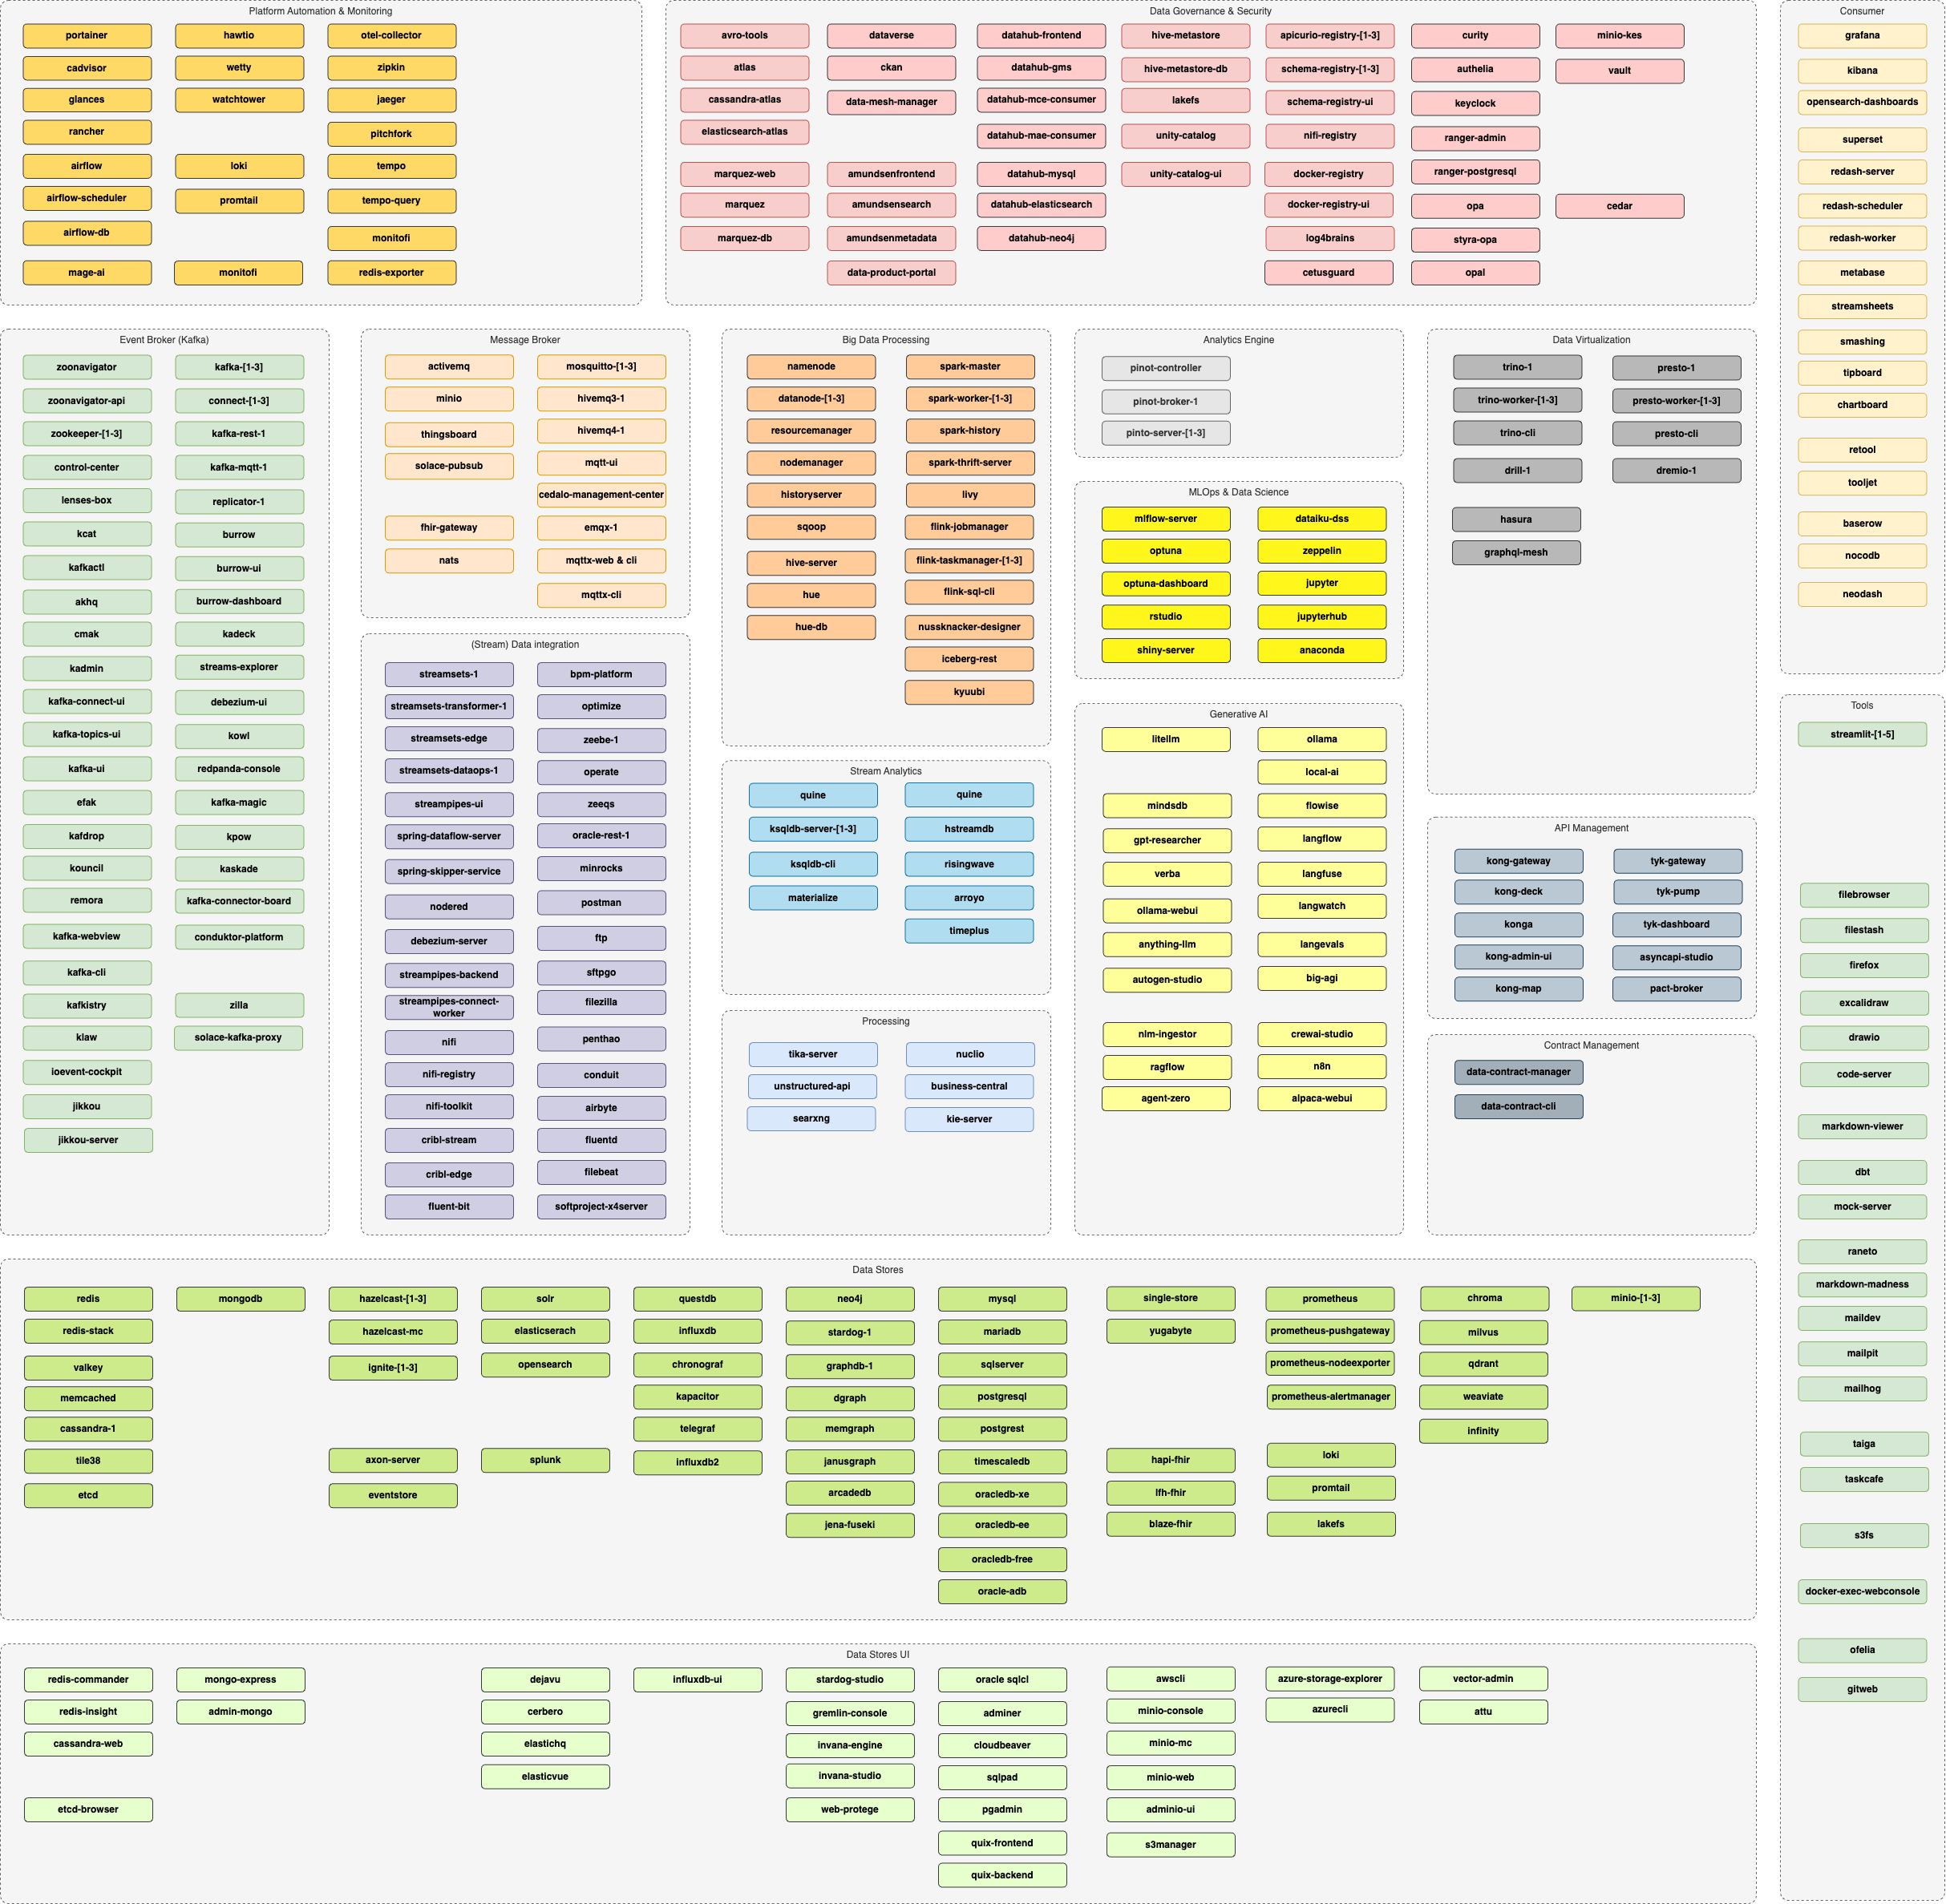 Platform Automation & Monitoring
portainer
hawtio
otel-collector
cadvisor
wetty
zipkin
glances
watchtower
jaeger
rancher
pitchfork
airflow
loki
tempo
airflow-scheduler
promtail
tempo-query
airflow-db
monitofi
mage-ai
monitofi
redis-exporter
Data Governance & Security
avro-tools
dataverse
datahub-frontend
hive-metastore
apicurio-registry-[1-3]
curity
minio-kes
atlas
ckan
datahub-gms
hive-metastore-db
schema-registry-[1-3]
authelia
vault
cassandra-atlas
data-mesh-manager
datahub-mce-consumer
lakefs
schema-registry-ui
keyclock
elasticsearch-atlas
datahub-mae-consumer
unity-catalog
nifi-registry
ranger-admin
marquez-web
amundsenfrontend
datahub-mysql
unity-catalog-ui
docker-registry
ranger-postgresql
marquez
amundsensearch
datahub-elasticsearch
docker-registry-ui
opa
cedar
marquez-db
amundsenmetadata
datahub-neo4j
log4brains
styra-opa
data-product-portal
cetusguard
opal
Consumer
grafana
kibana
opensearch-dashboards
superset
redash-server
redash-scheduler
redash-worker
metabase
streamsheets
smashing
tipboard
chartboard
retool
tooljet
baserow
nocodb
neodash
Event Broker (Kafka)
zoonavigator
kafka-[1-3]
zoonavigator-api
connect-[1-3]
zookeeper-[1-3]
kafka-rest-1
control-center
kafka-mqtt-1
lenses-box
replicator-1
kcat
burrow
kafkactl
burrow-ui
akhq
burrow-dashboard
cmak
kadeck
kadmin
streams-explorer
kafka-connect-ui
debezium-ui
kafka-topics-ui
kowl
kafka-ui
redpanda-console
efak
kafka-magic
kafdrop
kpow
kouncil
kaskade
remora
kafka-connector-board
kafka-webview
conduktor-platform
kafka-cli
kafkistry
zilla
klaw
solace-kafka-proxy
ioevent-cockpit
jikkou
jikkou-server
Message Broker
activemq
mosquitto-[1-3]
minio
hivemq3-1
thingsboard
hivemq4-1
solace-pubsub
mqtt-ui
cedalo-management-center
fhir-gateway
emqx-1
nats
mqttx-web & cli
mqttx-cli
(Stream) Data integration
streamsets-1
bpm-platform
streamsets-transformer-1
optimize
streamsets-edge
zeebe-1
streamsets-dataops-1
operate
streampipes-ui
zeeqs
spring-dataflow-server
oracle-rest-1
spring-skipper-service
minrocks
nodered
postman
debezium-server
ftp
streampipes-backend
sftpgo
streampipes-connect-
worker
filezilla
nifi
penthao
nifi-registry
conduit
nifi-toolkit
airbyte
cribl-stream
fluentd
cribl-edge
filebeat
fluent-bit
softproject-x4server
Big Data Processing
namenode
spark-master
datanode-[1-3]
spark-worker-[1-3]
resourcemanager
spark-history
nodemanager
spark-thrift-server
historyserver
livy
sqoop
flink-jobmanager
hive-server
flink-taskmanager-[1-3]
hue
flink-sql-cli
hue-db
nussknacker-designer
iceberg-rest
kyuubi
Stream Analytics
quine
quine
ksqldb-server-[1-3]
hstreamdb
ksqldb-cli
risingwave
materialize
arroyo
timeplus
Processing
tika-server
nuclio
unstructured-api
business-central
searxng
kie-server
Analytics Engine
pinot-controller
pinot-broker-1
pinto-server-[1-3]
MLOps & Data Science
mlflow-server
dataiku-dss
optuna
zeppelin
optuna-dashboard
jupyter
rstudio
jupyterhub
shiny-server
anaconda
Generative AI
litellm
ollama
local-ai
mindsdb
flowise
gpt-researcher
langflow
verba
langfuse
ollama-webui
langwatch
anything-llm
langevals
autogen-studio
big-agi
nlm-ingestor
crewai-studio
ragflow
n8n
agent-zero
alpaca-webui
Data Virtualization
trino-1
presto-1
trino-worker-[1-3]
presto-worker-[1-3]
trino-cli
presto-cli
drill-1
dremio-1
hasura
graphql-mesh
API Management
kong-gateway
tyk-gateway
kong-deck
tyk-pump
konga
tyk-dashboard
kong-admin-ui
asyncapi-studio
kong-map
pact-broker
Contract Management
data-contract-manager
data-contract-cli
Tools
streamlit-[1-5]
filebrowser
filestash
firefox
excalidraw
drawio
code-server
markdown-viewer
dbt
mock-server
raneto
markdown-madness
maildev
mailpit
mailhog
taiga
taskcafe
s3fs
docker-exec-webconsole
ofelia
gitweb
Data Stores
redis
mongodb
hazelcast-[1-3]
solr
questdb
neo4j
mysql
single-store
prometheus
chroma
minio-[1-3]
redis-stack
hazelcast-mc
elasticserach
influxdb
stardog-1
mariadb
yugabyte
prometheus-pushgateway
milvus
valkey
ignite-[1-3]
opensearch
chronograf
graphdb-1
sqlserver
prometheus-nodeexporter
qdrant
memcached
kapacitor
dgraph
postgresql
prometheus-alertmanager
weaviate
cassandra-1
telegraf
memgraph
postgrest
infinity
tile38
axon-server
splunk
influxdb2
janusgraph
timescaledb
hapi-fhir
loki
etcd
eventstore
arcadedb
oracledb-xe
lfh-fhir
promtail
jena-fuseki
oracledb-ee
blaze-fhir
lakefs
oracledb-free
oracle-adb
Data Stores UI
redis-commander
mongo-express
dejavu
influxdb-ui
stardog-studio
oracle sqlcl
awscli
azure-storage-explorer
vector-admin
redis-insight
admin-mongo
cerbero
gremlin-console
adminer
minio-console
azurecli
attu
cassandra-web
elastichq
invana-engine
cloudbeaver
minio-mc
elasticvue
invana-studio
sqlpad
minio-web
etcd-browser
web-protege
pgadmin
adminio-ui
quix-frontend
s3manager
quix-backend